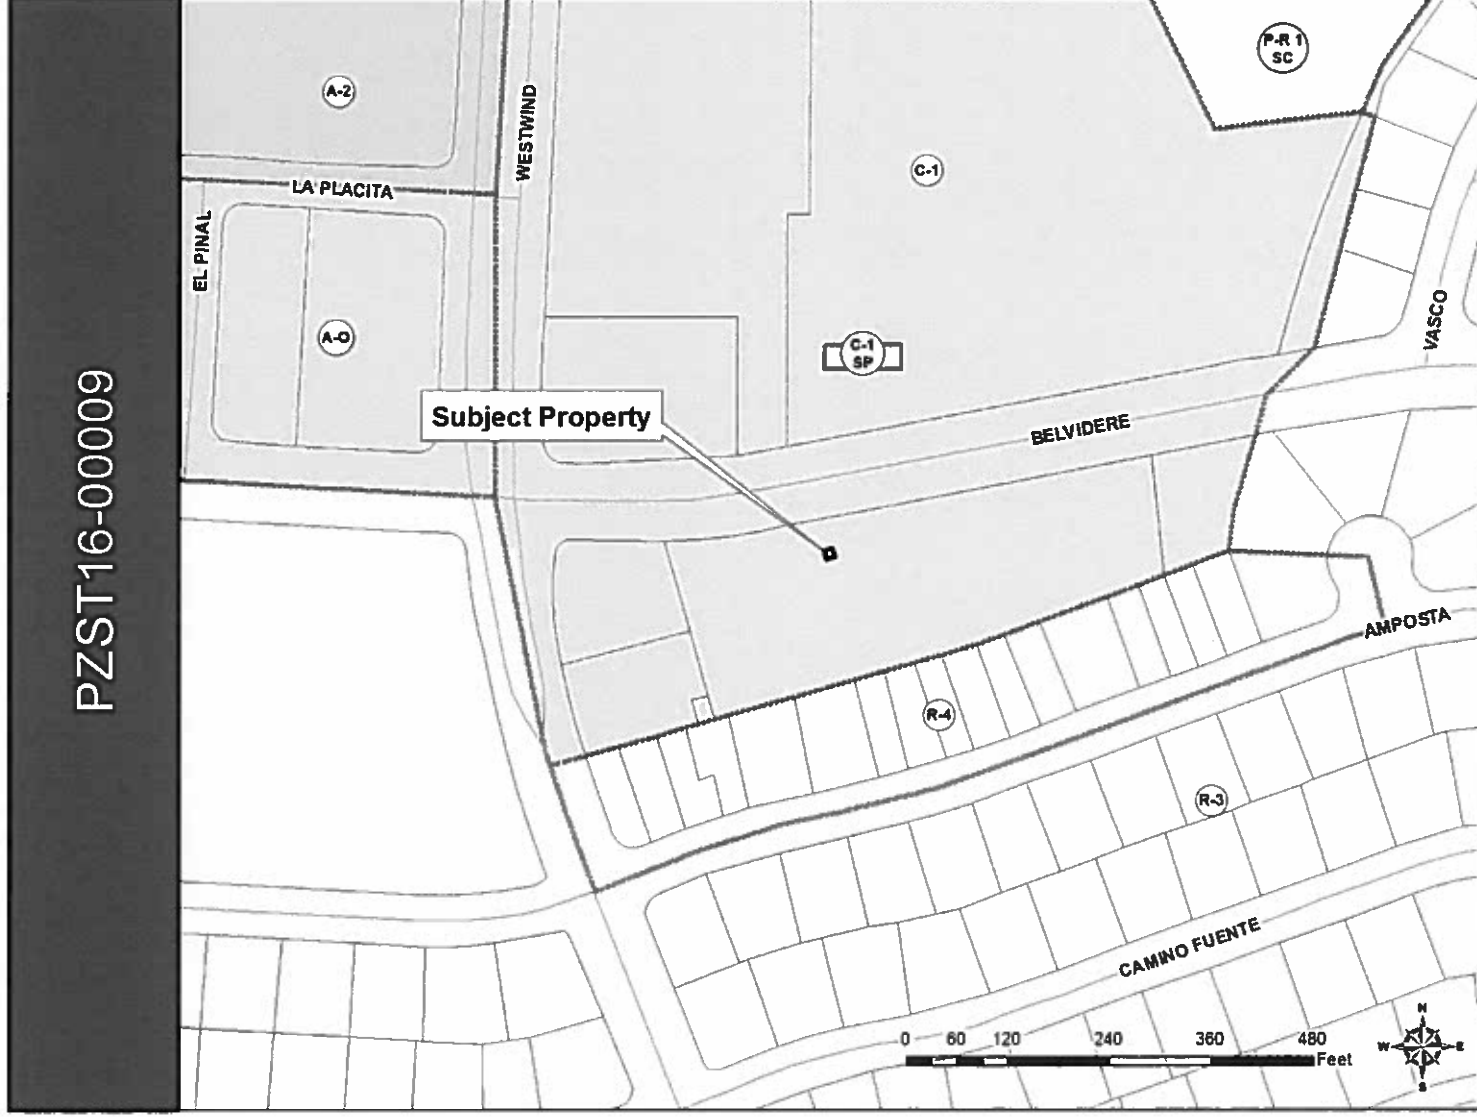 PZST16-00009
P-R 1
SC
A-2
WESTWIND
C-1
LA PLACITA
EL PINAL
VASCO
A-O
C-1
SP
Subject Property
BELVIDERE
AMPOSTA
R-4
R-3
CAMINO FUENTE
0 60 120 240 360 480
Feet
N
W E
S